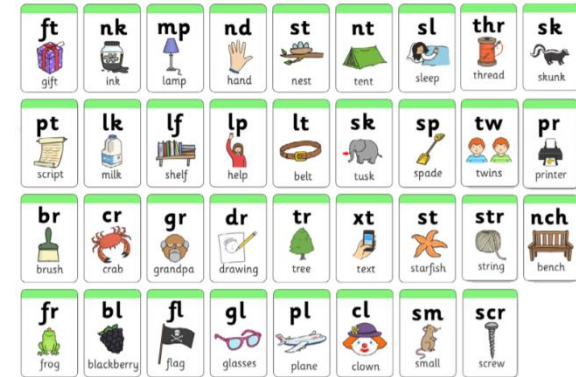 ft nk mp nd st nt sl thr sk
gift ink lamp hand nest tent sleep thread skunk
pt lk lf lp lt sk sp tw pr
script milk shelf help belt tusk spade twins printer
br cr gr dr tr xt st str nch
brush crab grandpa drawing tree text starfish string bench
fr bl fl gl pl cl sm scr
frog blackberry flag glasses plane clown small screw